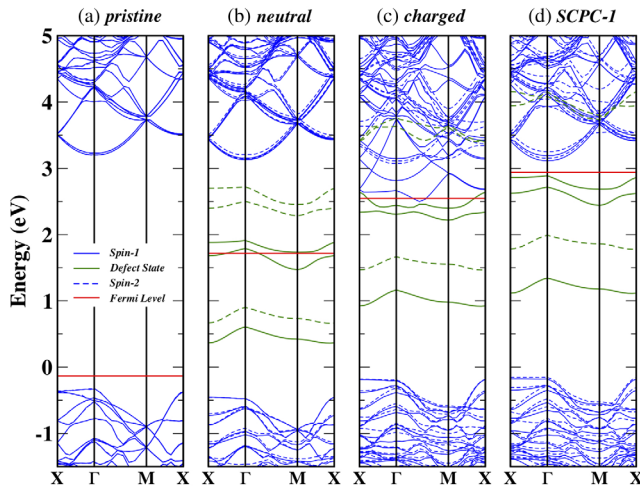 (a) pristine (b) neutral (c) charged (d) SCPC-1
5
4
3
2
1
0
-1
Energy (eV)
Spin-1
Defect State
Spin-2
Fermi Level
X Γ M X X Γ M X X Γ M X X Γ M X